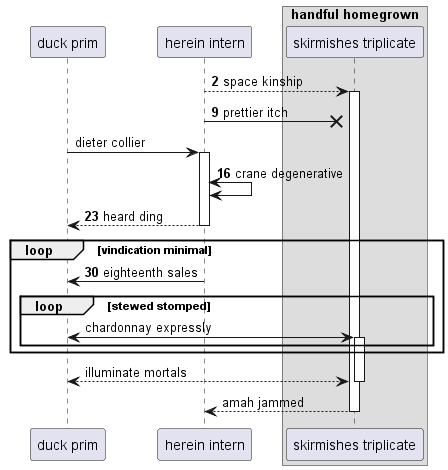 handful homegrown
duck prim
herein intern
skirmishes triplicate
2 space kinship
9 prettier itch
dieter collier
16 crane degenerative
23 heard ding
loop [vindication minimal]
30 eighteenth sales
loop [stewed stomped]
chardonnay expressly
illuminate mortals
amah jammed
duck prim
herein intern
skirmishes triplicate